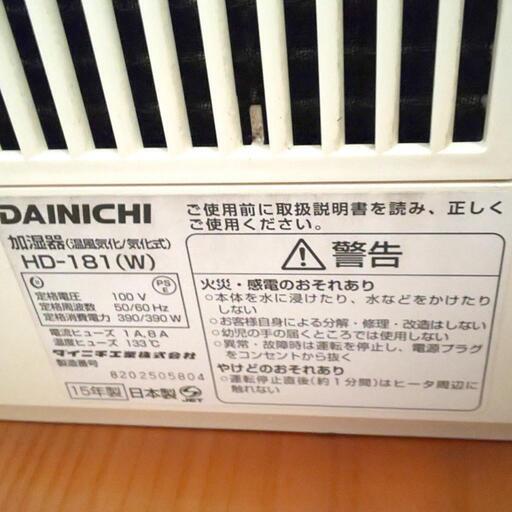 DAINICHI
加湿器(温風気化/気化式)
HD-181(W)
PS
E
定格電圧 100 V
定格周波数 50/60 Hz
定格消費電力 390/390 W
電流ヒューズ 1A,8A
温度ヒューズ 133℃
ダイニチ工業株式会社
製造番号
8202505804
15年製 日本製 JET
ご使用前に取扱説明書を読み、正しく
ご使用ください。
警告
火災・感電のおそれあり
○本体を水に浸けたり、水などをかけたり
しない
○お客様自身による分解・修理・改造はしない
○幼児の手の届くところでは使用しない
○異常・故障時は運転を停止し、電源プラグ
をコンセントから抜く
やけどのおそれあり
○運転停止直後(約1分間)はヒータ周辺に
触れない